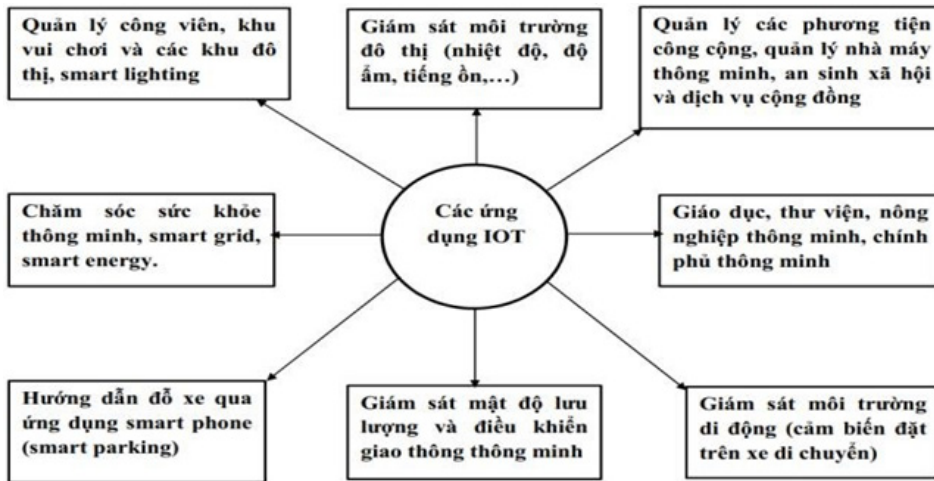 Quản lý công viên, khu
vui chơi và các khu đô
thị, smart lighting
Giám sát môi trường
đô thị (nhiệt độ, độ
ẩm, tiếng ồn,…)
Quản lý các phương tiện
công cộng, quản lý nhà máy
thông minh, an sinh xã hội
và dịch vụ cộng đồng
Chăm sóc sức khỏe
thông minh, smart grid,
smart energy.
Các ứng
dụng IOT
Giáo dục, thư viện, nông
nghiệp thông minh, chính
phủ thông minh
Hướng dẫn đỗ xe qua
ứng dụng smart phone
(smart parking)
Giám sát mật độ lưu
lượng và điều khiển
giao thông thông minh
Giám sát môi trường
di động (cảm biến đặt
trên xe di chuyển)